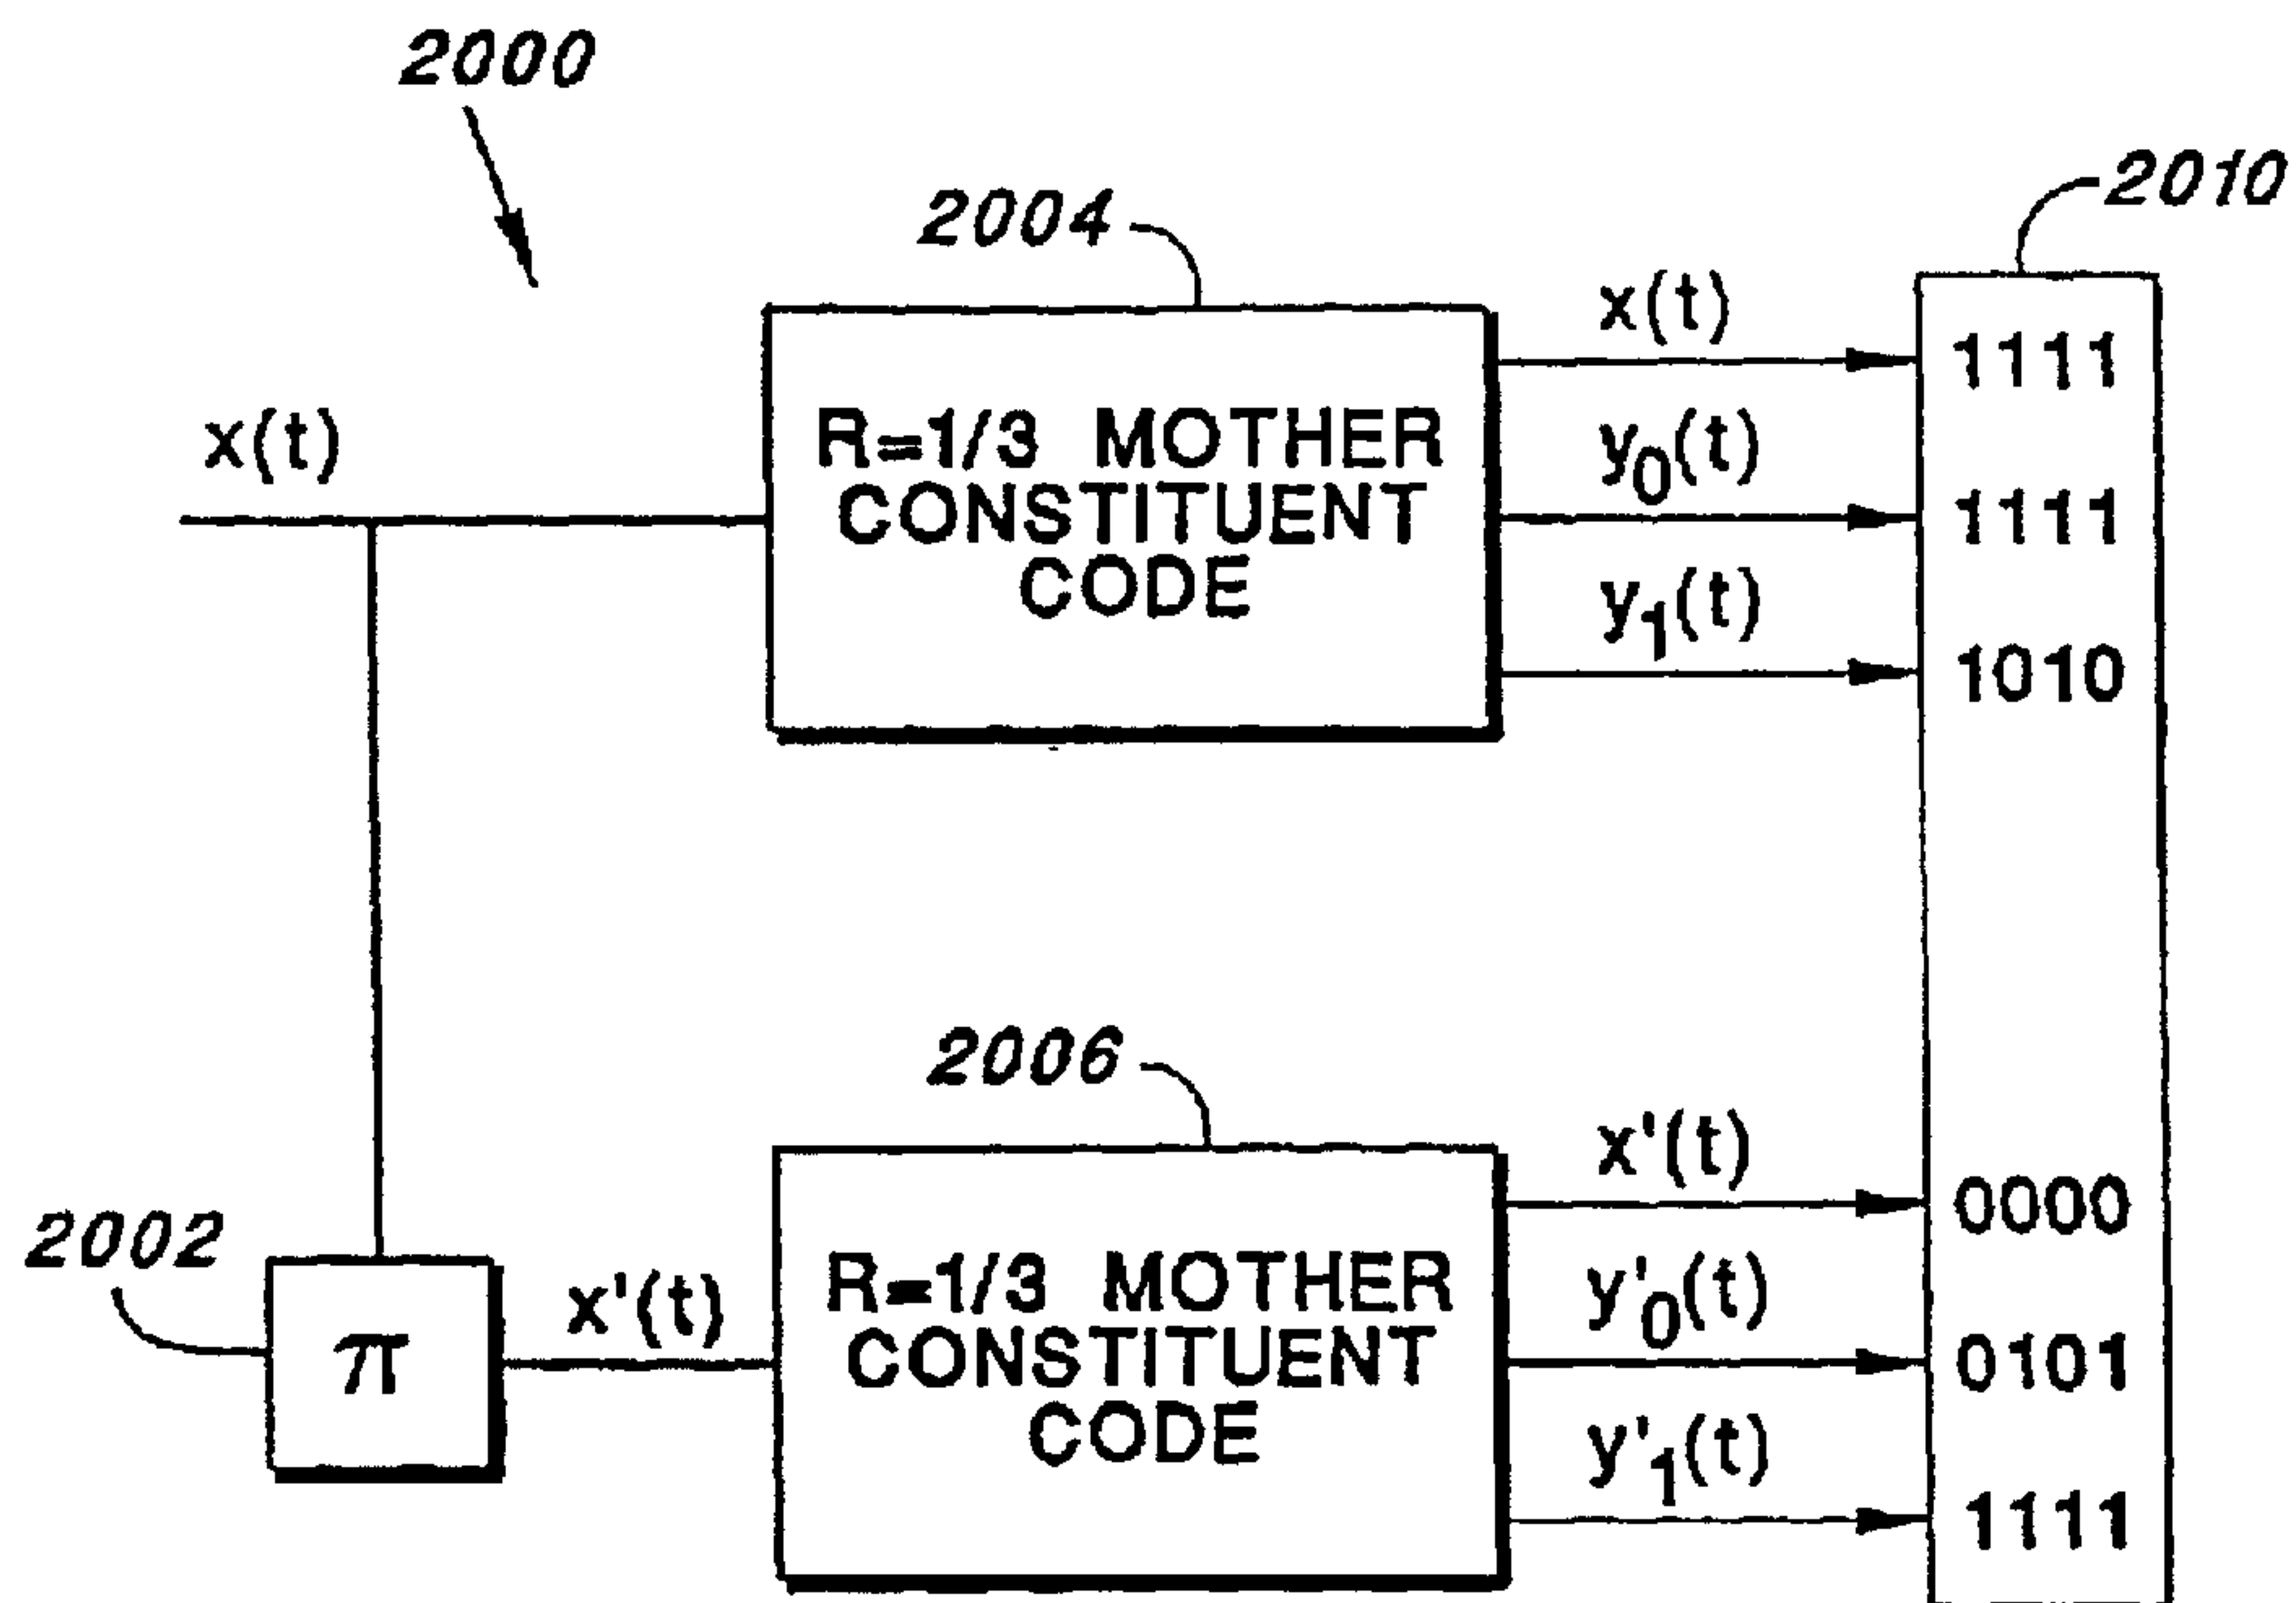 2000
2004
2010
x(t)
R=1/3 MOTHER
CONSTITUENT
CODE
x(t)
y0(t)
y1(t)
1111
1111
1010
2006
2002
π
x'(t)
R=1/3 MOTHER
CONSTITUENT
CODE
x'(t)
y'0(t)
y'1(t)
0000
0101
1111